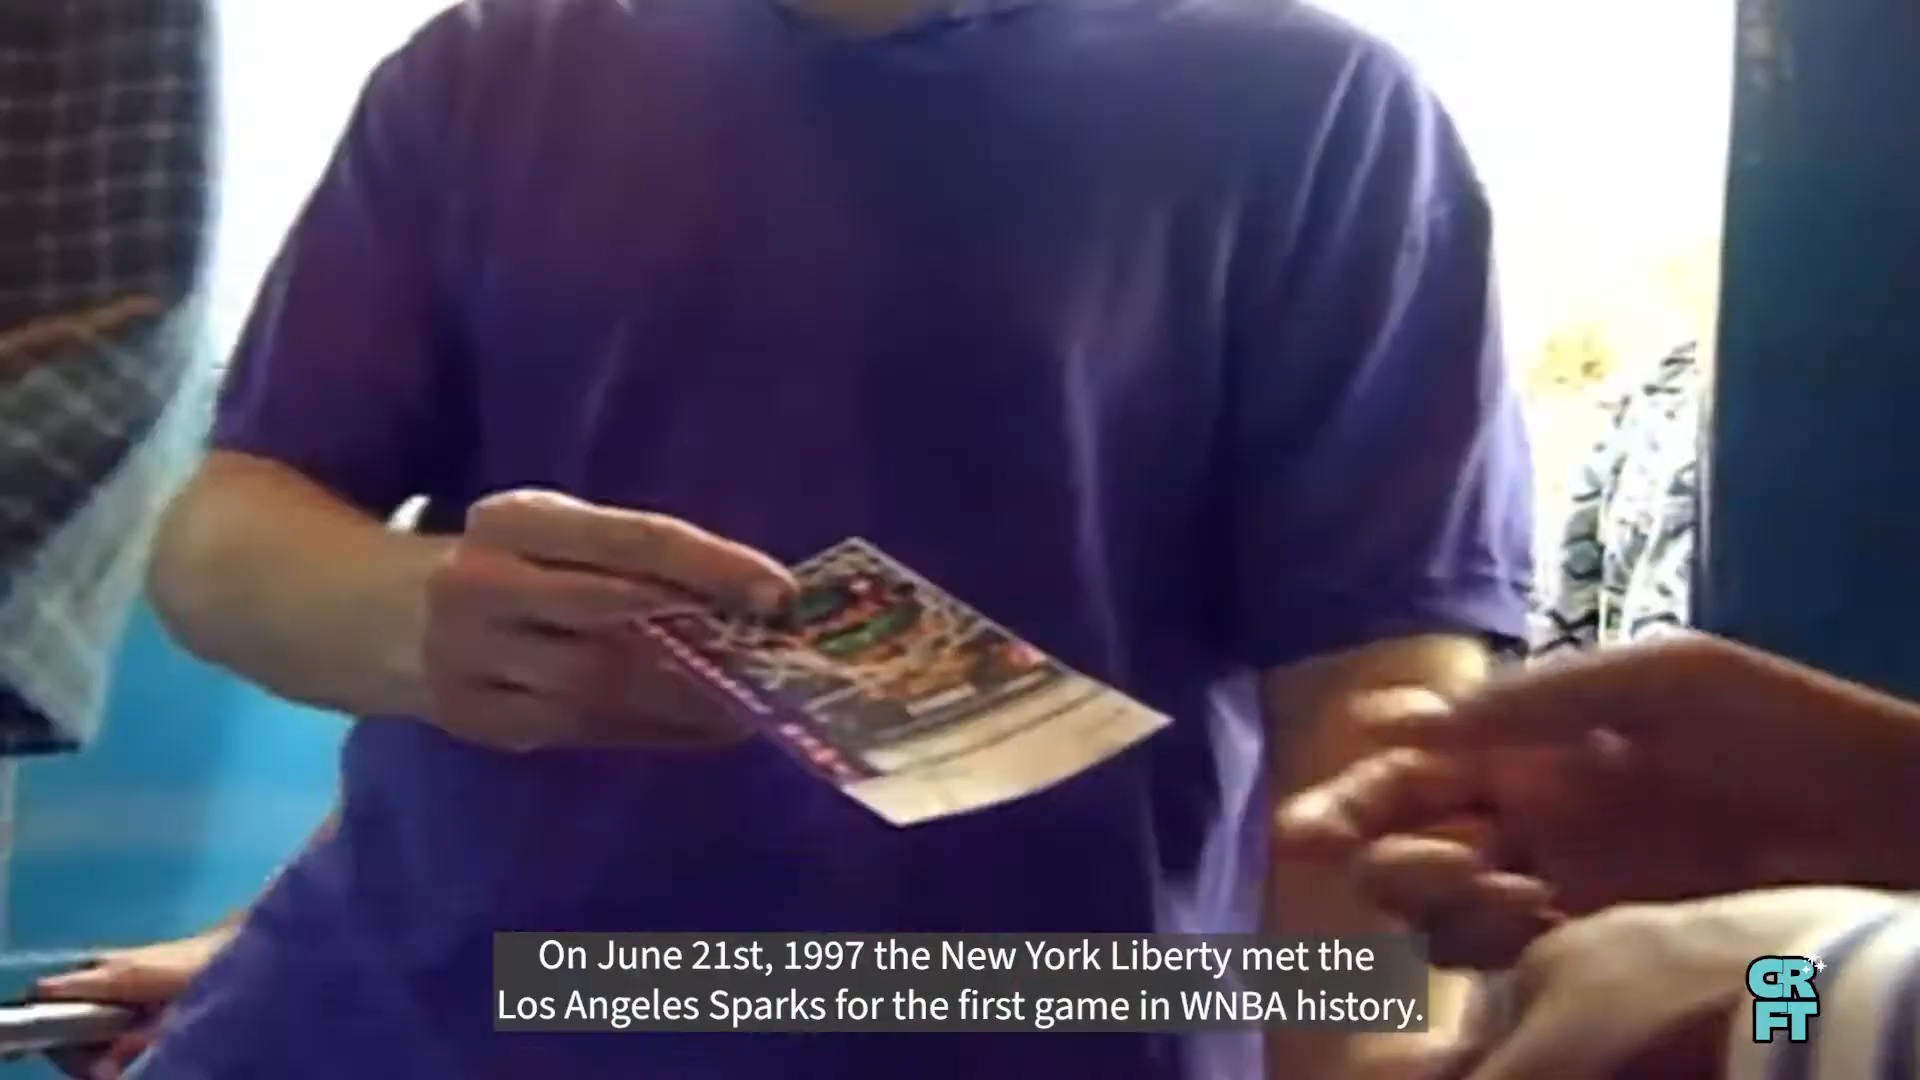 On June 21st, 1997 the New York Liberty met the
Los Angeles Sparks for the first game in WNBA history.
CR
FT